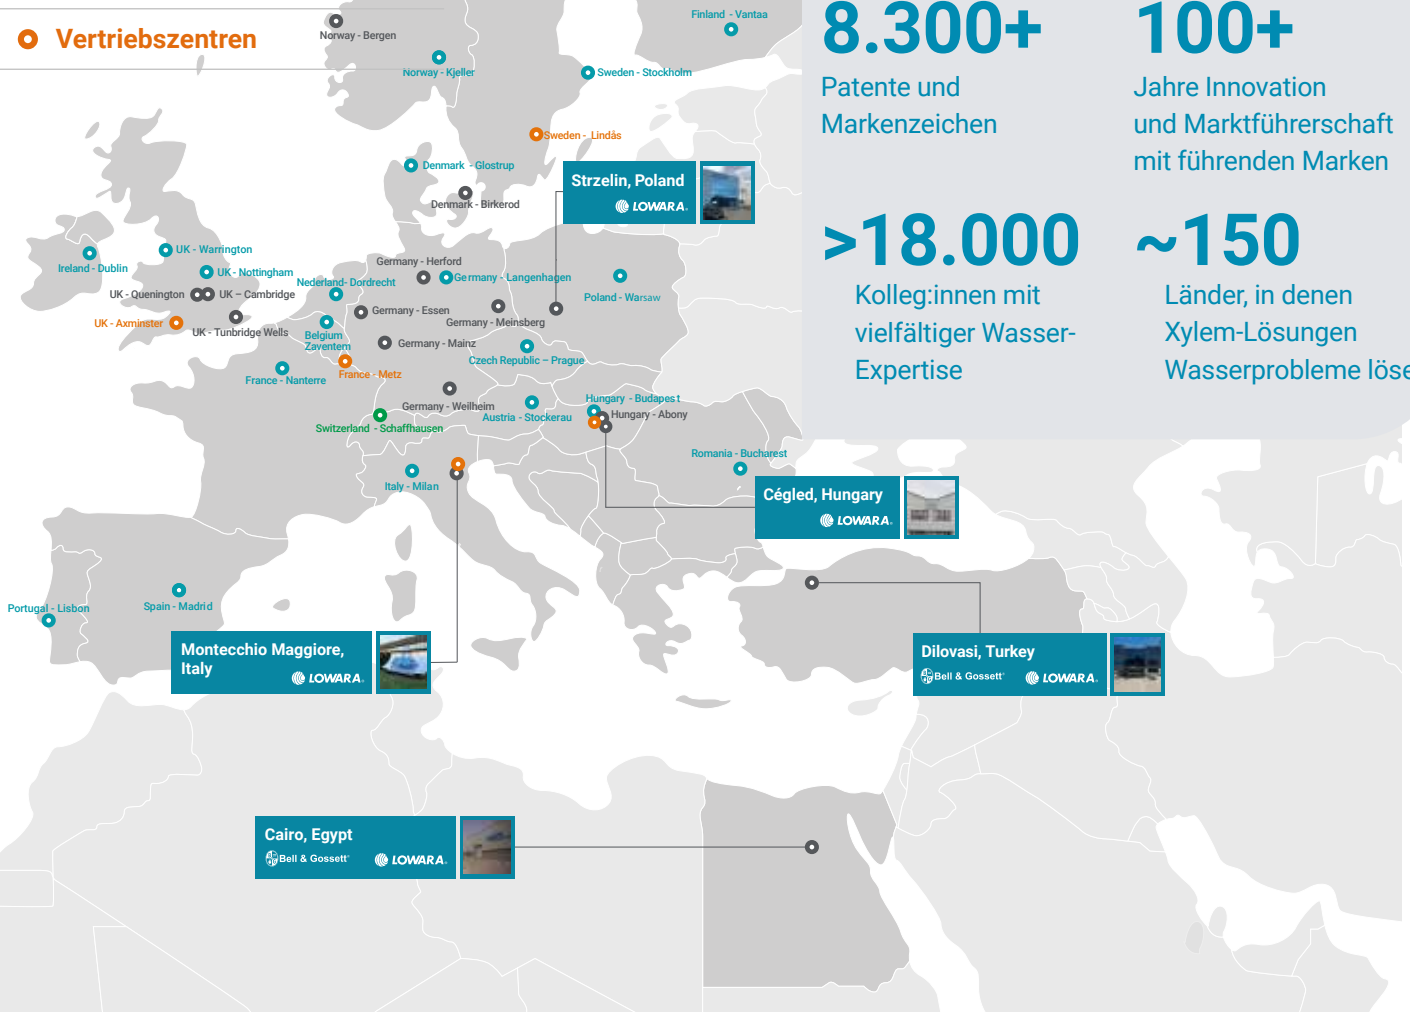 Vertriebszentren
Norway - Bergen
Norway - Kjeller
Finland - Vantaa
Sweden - Stockholm
Sweden - Lindås
Denmark - Glostrup
Denmark - Birkerod
Strzelin, Poland
LOWARA
8.300+
Patente und
Markenzeichen
100+
Jahre Innovation
und Marktführerschaft
mit führenden Marken
>18.000
Kolleg:innen mit
vielfältiger Wasser-
Expertise
~150
Länder, in denen
Xylem-Lösungen
Wasserprobleme löse
Ireland - Dublin
UK - Warrington
UK - Nottingham
UK - Quenington
UK – Cambridge
UK - Axminster
UK - Tunbridge Wells
Nederland- Dordrecht
Belgium
Zaventem
Germany - Herford
Germany - Langenhagen
Germany - Essen
Germany - Meinsberg
Germany - Mainz
Poland - Warsaw
Czech Republic – Prague
France - Nanterre
France - Metz
Germany - Weilheim
Austria - Stockerau
Hungary - Budapest
Hungary - Abony
Switzerland - Schaffhausen
Italy - Milan
Romania - Bucharest
Cégled, Hungary
LOWARA
Portugal - Lisbon
Spain - Madrid
Montecchio Maggiore,
Italy
LOWARA
Dilovasi, Turkey
Bell & Gossett
LOWARA
Cairo, Egypt
Bell & Gossett
LOWARA